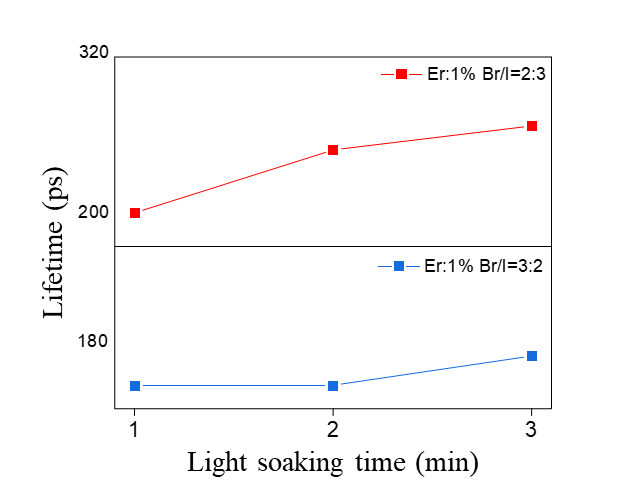 320
Er:1% Br/I=2:3
200
Lifetime (ps)
Er:1% Br/I=3:2
180
1 2 3
Light soaking time (min)